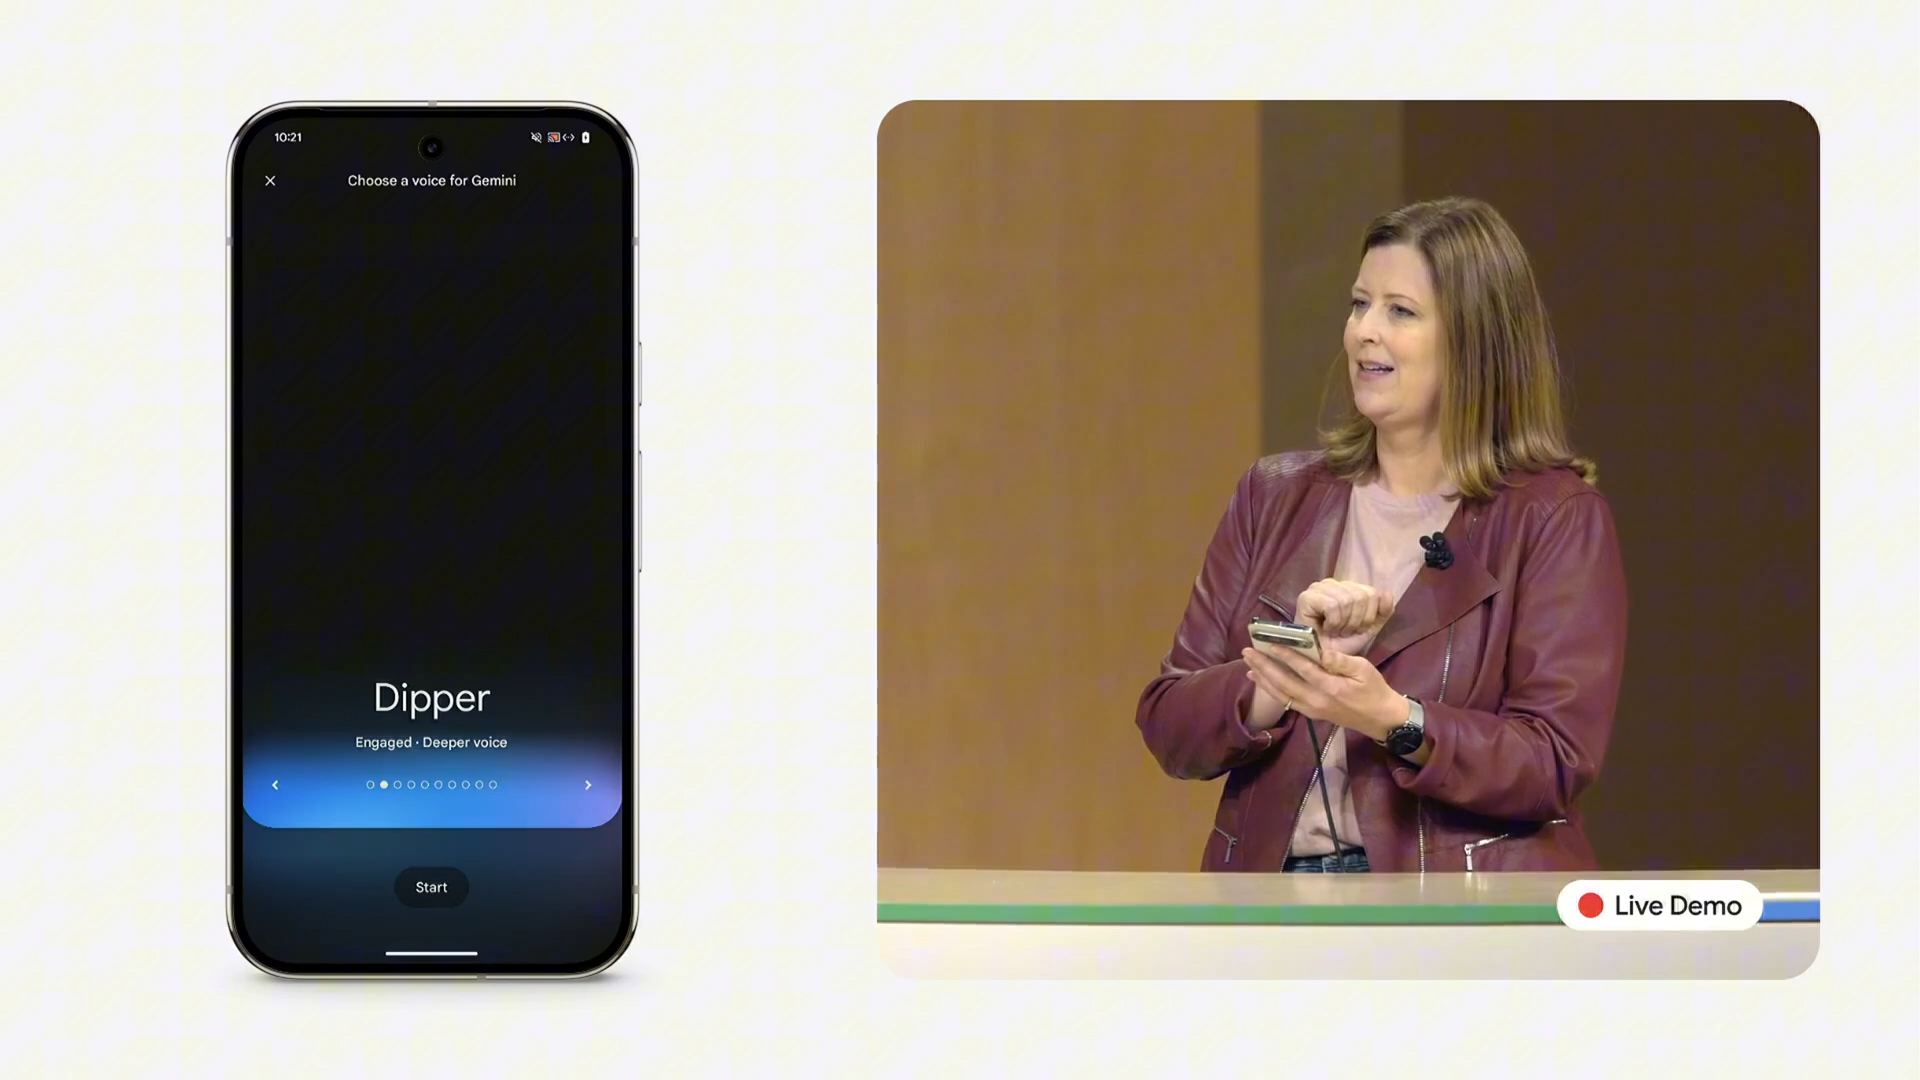 10:21
Choose a voice for Gemini
Dipper
Engaged · Deeper voice
Start
Live Demo